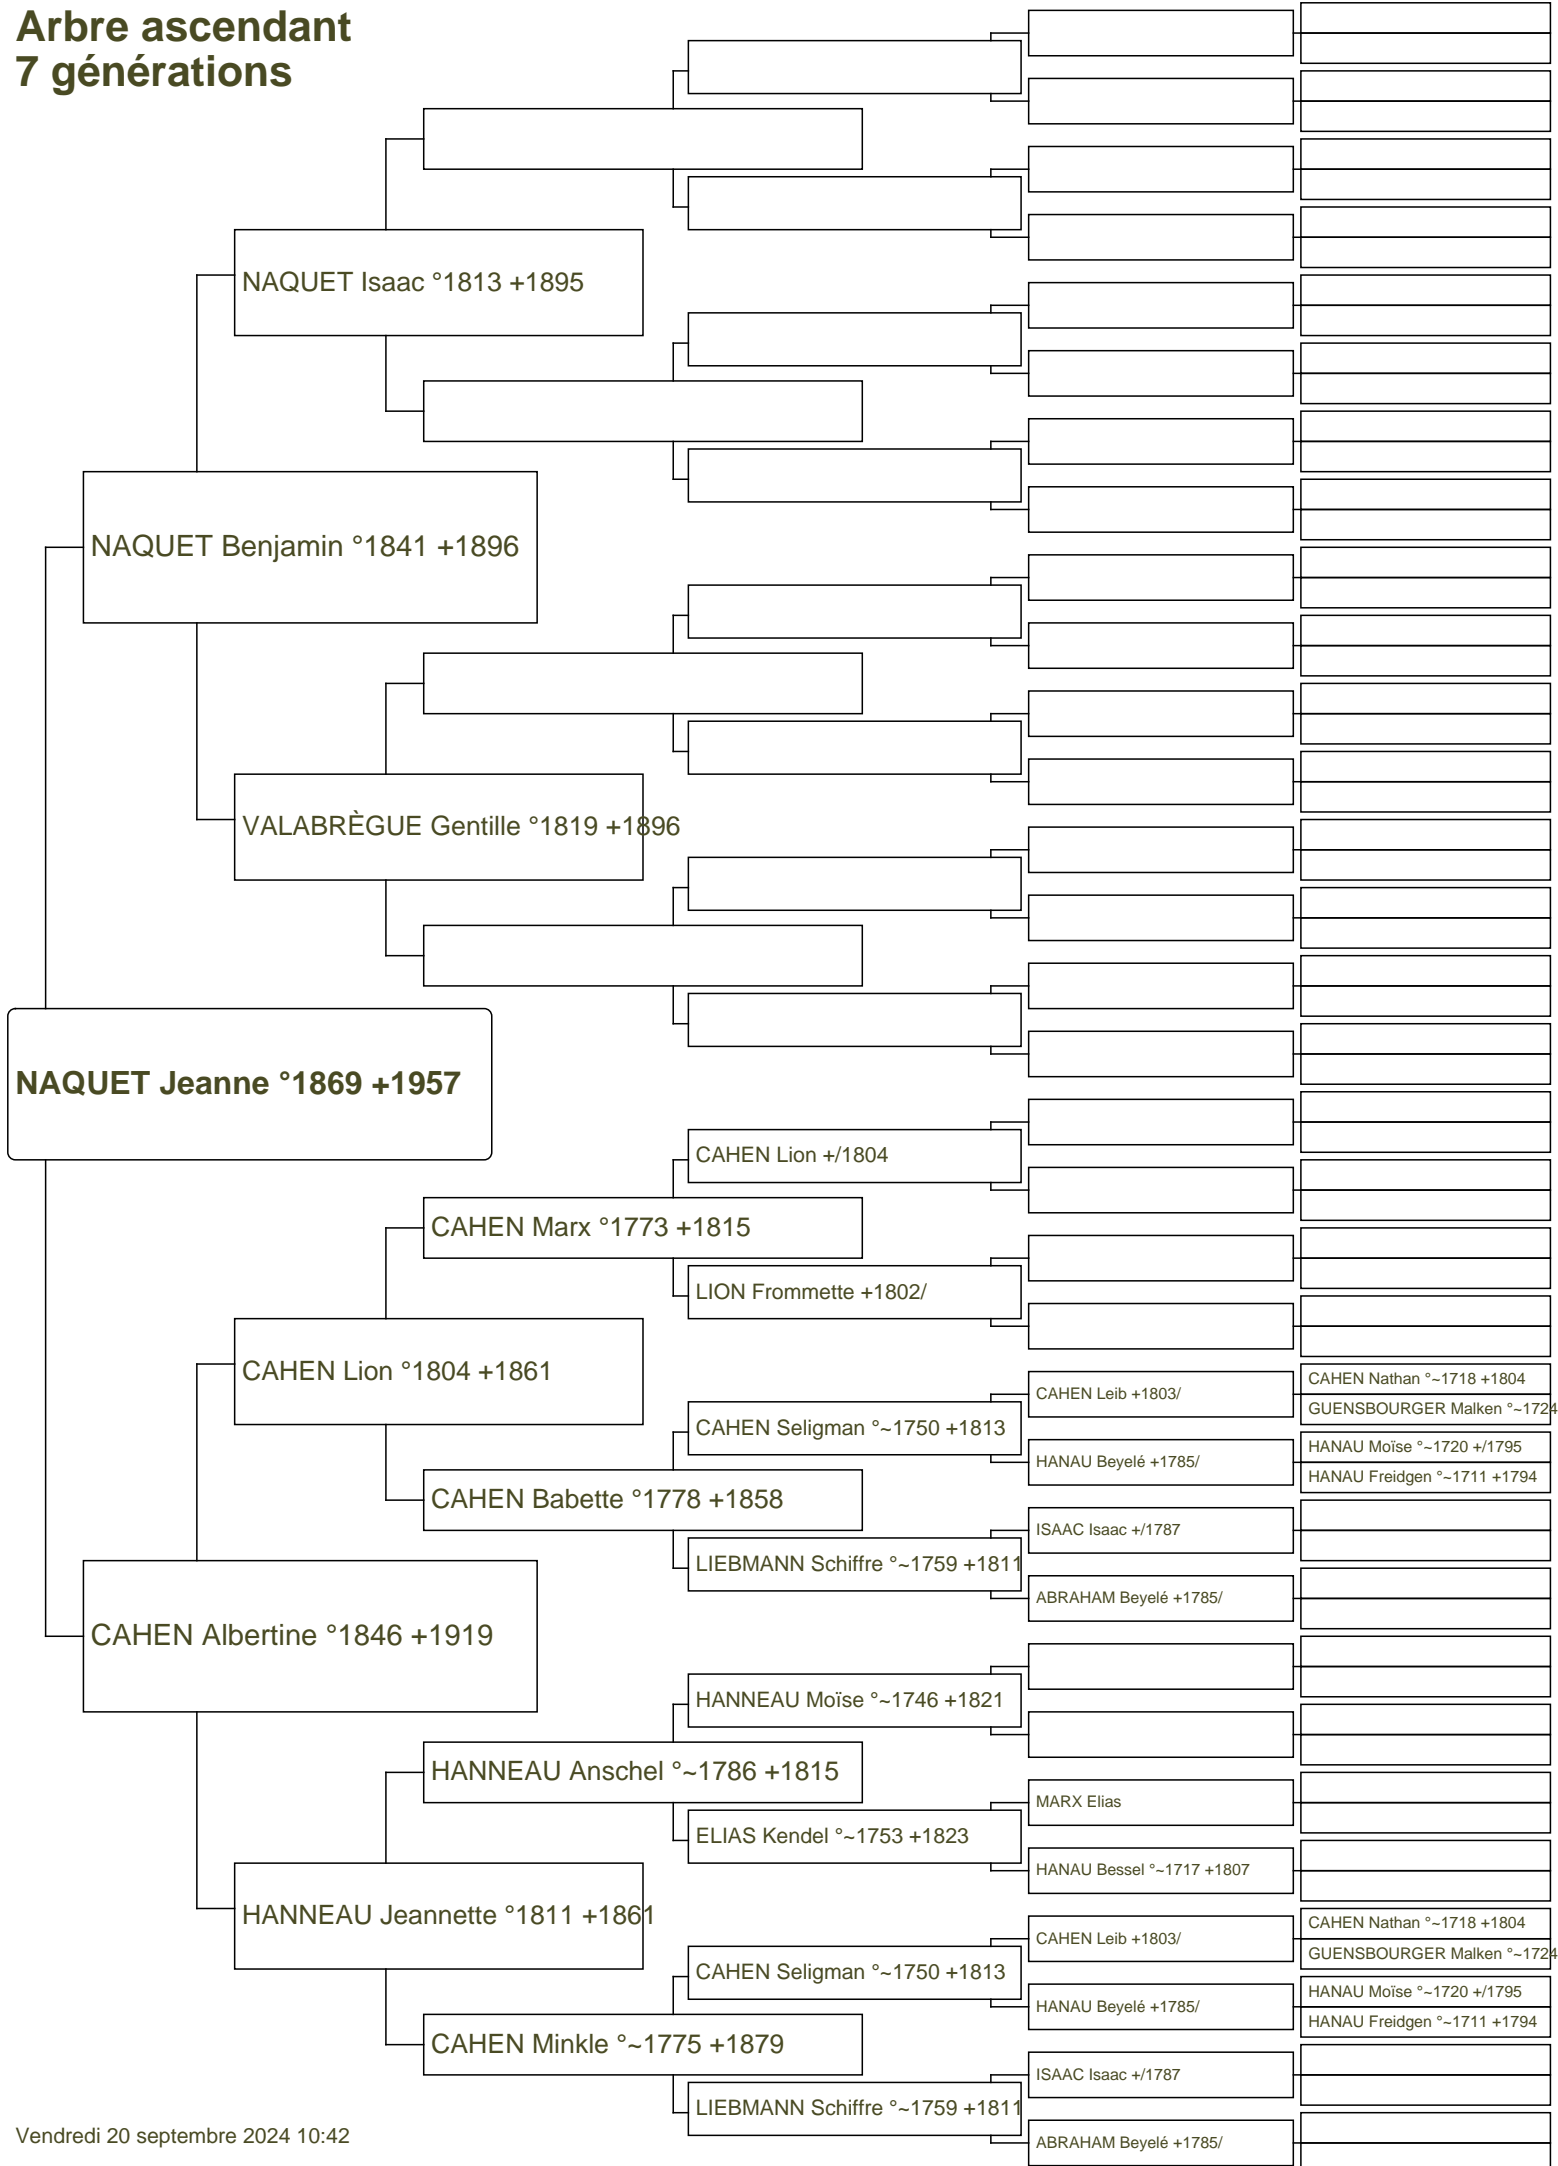 Arbre ascendant
7 générations
NAQUET Isaac °1813 +1895
NAQUET Benjamin °1841 +1896
VALABRÈGUE Gentille °1819 +1896
NAQUET Jeanne °1869 +1957
CAHEN Lion +/1804
CAHEN Marx °1773 +1815
LION Frommette +1802/
CAHEN Lion °1804 +1861
CAHEN Nathan °~1718 +1804
CAHEN Leib +1803/
GUENSBOURGER Malken °~1724
CAHEN Seligman °~1750 +1813
HANAU Moïse °~1720 +/1795
HANAU Beyelé +1785/
HANAU Freidgen °~1711 +1794
CAHEN Babette °1778 +1858
ISAAC Isaac +/1787
LIEBMANN Schiffre °~1759 +1811
ABRAHAM Beyelé +1785/
CAHEN Albertine °1846 +1919
HANNEAU Moïse °~1746 +1821
HANNEAU Anschel °~1786 +1815
MARX Elias
ELIAS Kendel °~1753 +1823
HANAU Bessel °~1717 +1807
HANNEAU Jeannette °1811 +1861
CAHEN Nathan °~1718 +1804
CAHEN Leib +1803/
GUENSBOURGER Malken °~1724
CAHEN Seligman °~1750 +1813
HANAU Moïse °~1720 +/1795
HANAU Beyelé +1785/
HANAU Freidgen °~1711 +1794
CAHEN Minkle °~1775 +1879
ISAAC Isaac +/1787
LIEBMANN Schiffre °~1759 +1811
ABRAHAM Beyelé +1785/
Vendredi 20 septembre 2024 10:42